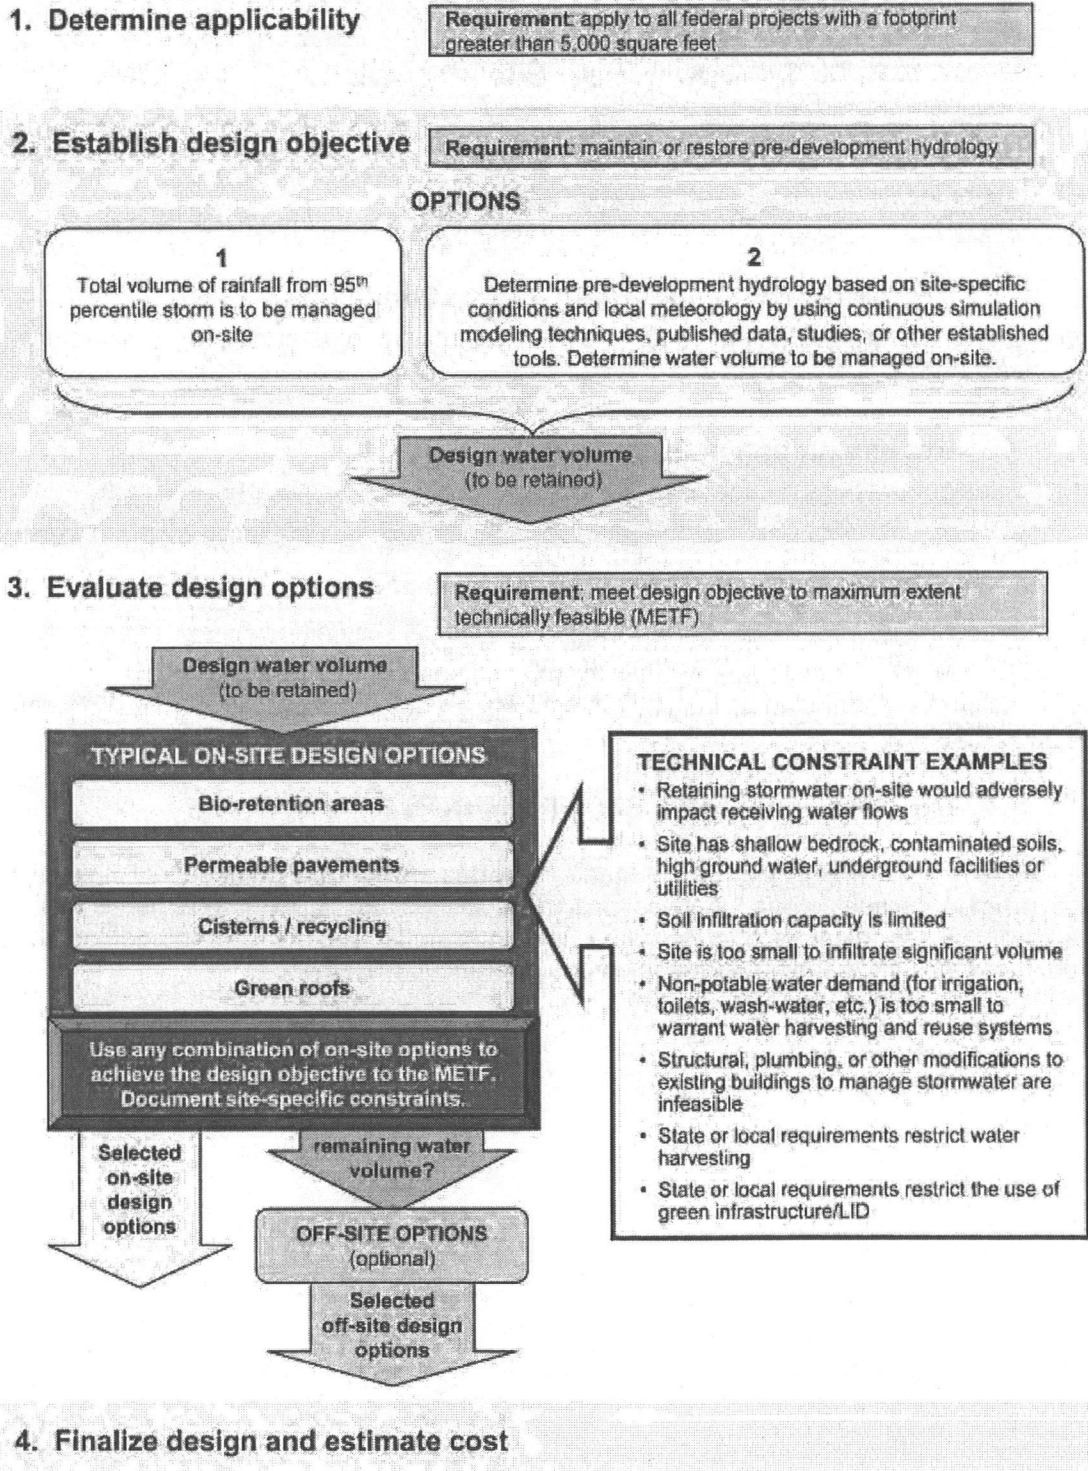 1. Determine applicability
Requirement: apply to all federal projects with a footprint
greater than 5,000 square feet
2. Establish design objective
Requirement: maintain or restore pre-development hydrology
OPTIONS
1
Total volume of rainfall from 95th
percentile storm is to be managed
on-site
2
Determine pre-development hydrology based on site-specific
conditions and local meteorology by using continuous simulation
modeling techniques, published data, studies, or other established
tools. Determine water volume to be managed on-site.
Design water volume
(to be retained)
3. Evaluate design options
Requirement: meet design objective to maximum extent
technically feasible (METF)
Design water volume
(to be retained)
TYPICAL ON-SITE DESIGN OPTIONS
Bio-retention areas
Permeable pavements
Cisterns / recycling
Green roofs
Use any combination of on-site options to
achieve the design objective to the METF.
Document site-specific constraints.
TECHNICAL CONSTRAINT EXAMPLES
• Retaining stormwater on-site would adversely
impact receiving water flows
• Site has shallow bedrock, contaminated soils,
high ground water, underground facilities or
utilities
• Soil infiltration capacity is limited
• Site is too small to infiltrate significant volume
• Non-potable water demand (for irrigation,
toilets, wash-water, etc.) is too small to
warrant water harvesting and reuse systems
• Structural, plumbing, or other modifications to
existing buildings to manage stormwater are
infeasible
• State or local requirements restrict water
harvesting
• State or local requirements restrict the use of
green infrastructure/LID
Selected
on-site
design
options
remaining water
volume?
OFF-SITE OPTIONS
(optional)
Selected
off-site design
options
4. Finalize design and estimate cost